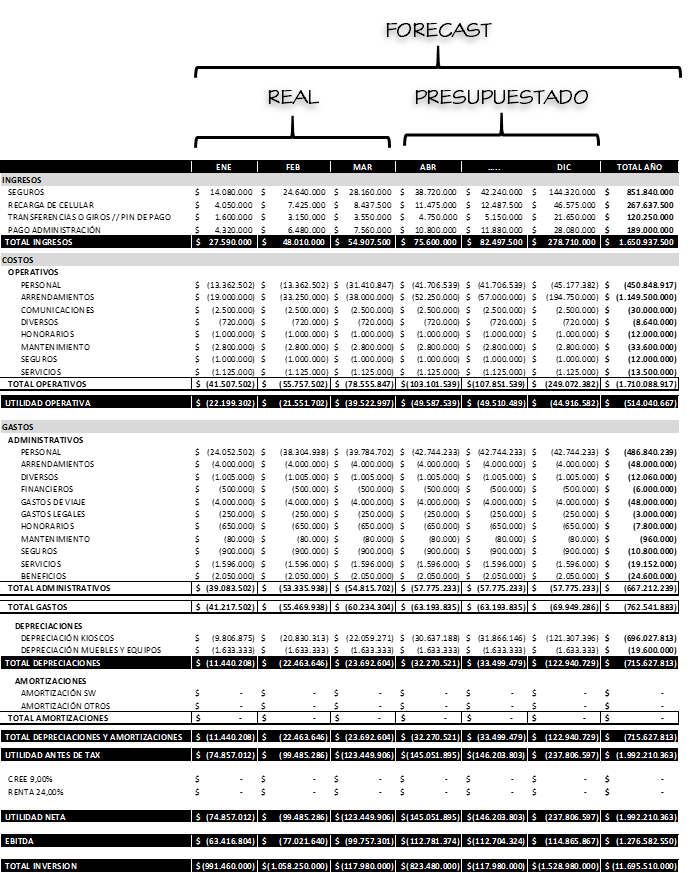 FORECAST
REAL PRESUPUESTADO
ENE FEB MAR ABR ..... DIC TOTAL AÑO
INGRESOS
SEGUROS $ 14.080.000 $ 24.640.000 $ 28.160.000 $ 38.720.000 $ 42.240.000 $ 144.320.000 $ 851.840.000
RECARGA DE CELULAR $ 4.050.000 $ 7.425.000 $ 8.437.500 $ 11.475.000 $ 12.487.500 $ 46.575.000 $ 267.637.500
TRANSFERENCIAS O GIROS // PIN DE PAGO $ 1.600.000 $ 3.150.000 $ 3.550.000 $ 4.750.000 $ 5.150.000 $ 21.650.000 $ 120.250.000
PAGO ADMINISTRACIÓN $ 4.320.000 $ 6.480.000 $ 7.560.000 $ 10.800.000 $ 11.880.000 $ 28.080.000 $ 189.000.000
TOTAL INGRESOS $ 27.590.000 $ 48.010.000 $ 54.907.500 $ 75.600.000 $ 82.497.500 $ 278.710.000 $ 1.650.937.500
COSTOS
OPERATIVOS
PERSONAL $ (13.362.502) $ (13.362.502) $ (31.410.847) $ (41.706.539) $ (41.706.539) $ (45.177.382) $ (450.848.917)
ARRENDAMIENTOS $ (19.000.000) $ (33.250.000) $ (38.000.000) $ (52.250.000) $ (57.000.000) $ (194.750.000) $ (1.149.500.000)
COMUNICACIONES $ (2.500.000) $ (2.500.000) $ (2.500.000) $ (2.500.000) $ (2.500.000) $ (2.500.000) $ (30.000.000)
DIVERSOS $ (720.000) $ (720.000) $ (720.000) $ (720.000) $ (720.000) $ (720.000) $ (8.640.000)
HONORARIOS $ (1.000.000) $ (1.000.000) $ (1.000.000) $ (1.000.000) $ (1.000.000) $ (1.000.000) $ (12.000.000)
MANTENIMIENTO $ (2.800.000) $ (2.800.000) $ (2.800.000) $ (2.800.000) $ (2.800.000) $ (2.800.000) $ (33.600.000)
SEGUROS $ (1.000.000) $ (1.000.000) $ (1.000.000) $ (1.000.000) $ (1.000.000) $ (1.000.000) $ (12.000.000)
SERVICIOS $ (1.125.000) $ (1.125.000) $ (1.125.000) $ (1.125.000) $ (1.125.000) $ (1.125.000) $ (13.500.000)
TOTAL OPERATIVOS $ (41.507.502) $ (55.757.502) $ (78.555.847) $(103.101.539) $(107.851.539) $ (249.072.382) $ (1.710.088.917)
UTILIDAD OPERATIVA $ (22.199.302) $ (21.551.702) $ (39.522.997) $ (49.587.539) $ (49.510.489) $ (44.916.582) $ (514.040.667)
GASTOS
ADMINISTRATIVOS
PERSONAL $ (24.052.502) $ (38.304.938) $ (39.784.702) $ (42.744.233) $ (42.744.233) $ (42.744.233) $ (486.840.239)
ARRENDAMIENTOS $ (4.000.000) $ (4.000.000) $ (4.000.000) $ (4.000.000) $ (4.000.000) $ (4.000.000) $ (48.000.000)
DIVERSOS $ (1.005.000) $ (1.005.000) $ (1.005.000) $ (1.005.000) $ (1.005.000) $ (1.005.000) $ (12.060.000)
FINANCIEROS $ (500.000) $ (500.000) $ (500.000) $ (500.000) $ (500.000) $ (500.000) $ (6.000.000)
GASTOS DE VIAJE $ (4.000.000) $ (4.000.000) $ (4.000.000) $ (4.000.000) $ (4.000.000) $ (4.000.000) $ (48.000.000)
GASTOS LEGALES $ (250.000) $ (250.000) $ (250.000) $ (250.000) $ (250.000) $ (250.000) $ (3.000.000)
HONORARIOS $ (650.000) $ (650.000) $ (650.000) $ (650.000) $ (650.000) $ (650.000) $ (7.800.000)
MANTENIMIENTO $ (80.000) $ (80.000) $ (80.000) $ (80.000) $ (80.000) $ (80.000) $ (960.000)
SEGUROS $ (900.000) $ (900.000) $ (900.000) $ (900.000) $ (900.000) $ (900.000) $ (10.800.000)
SERVICIOS $ (1.596.000) $ (1.596.000) $ (1.596.000) $ (1.596.000) $ (1.596.000) $ (1.596.000) $ (19.152.000)
BENEFICIOS $ (2.050.000) $ (2.050.000) $ (2.050.000) $ (2.050.000) $ (2.050.000) $ (2.050.000) $ (24.600.000)
TOTAL ADMINISTRATIVOS $ (39.083.502) $ (53.335.938) $ (54.815.702) $ (57.775.233) $ (57.775.233) $ (57.775.233) $ (667.212.239)
TOTAL GASTOS $ (41.217.502) $ (55.469.938) $ (60.234.304) $ (63.193.835) $ (63.193.835) $ (69.949.286) $ (762.541.883)
DEPRECIACIONES
DEPRECIACIÓN KIOSCOS $ (9.806.875) $ (20.830.313) $ (22.059.271) $ (30.637.188) $ (31.866.146) $ (121.307.396) $ (696.027.813)
DEPRECIACIÓN MUEBLES Y EQUIPOS $ (1.633.333) $ (1.633.333) $ (1.633.333) $ (1.633.333) $ (1.633.333) $ (1.633.333) $ (19.600.000)
TOTAL DEPRECIACIONES $ (11.440.208) $ (22.463.646) $ (23.692.604) $ (32.270.521) $ (33.499.479) $ (122.940.729) $ (715.627.813)
AMORTIZACIONES
AMORTIZACIÓN SW $ - $ - $ - $ - $ - $ - $ -
AMORTIZACIÓN OTROS $ - $ - $ - $ - $ - $ - $ -
TOTAL AMORTIZACIONES $ - $ - $ - $ - $ - $ - $ -
TOTAL DEPRECIACIONES Y AMORTIZACIONES $ (11.440.208) $ (22.463.646) $ (23.692.604) $ (32.270.521) $ (33.499.479) $ (122.940.729) $ (715.627.813)
UTILIDAD ANTES DE TAX $ (74.857.012) $ (99.485.286) $(123.449.906) $(145.051.895) $(146.203.803) $ (237.806.597) $ (1.992.210.363)
CREE 9,00% $ - $ - $ - $ - $ - $ - $ -
RENTA 24,00% $ - $ - $ - $ - $ - $ - $ -
UTILIDAD NETA $ (74.857.012) $ (99.485.286) $(123.449.906) $(145.051.895) $(146.203.803) $ (237.806.597) $ (1.992.210.363)
EBITDA $ (63.416.804) $ (77.021.640) $ (99.757.301) $(112.781.374) $(112.704.324) $ (114.865.867) $ (1.276.582.550)
TOTAL INVERSION $(991.460.000) $(1.058.250.000) $(117.980.000) $(823.480.000) $(117.980.000) $(1.528.980.000) $ (11.695.510.000)